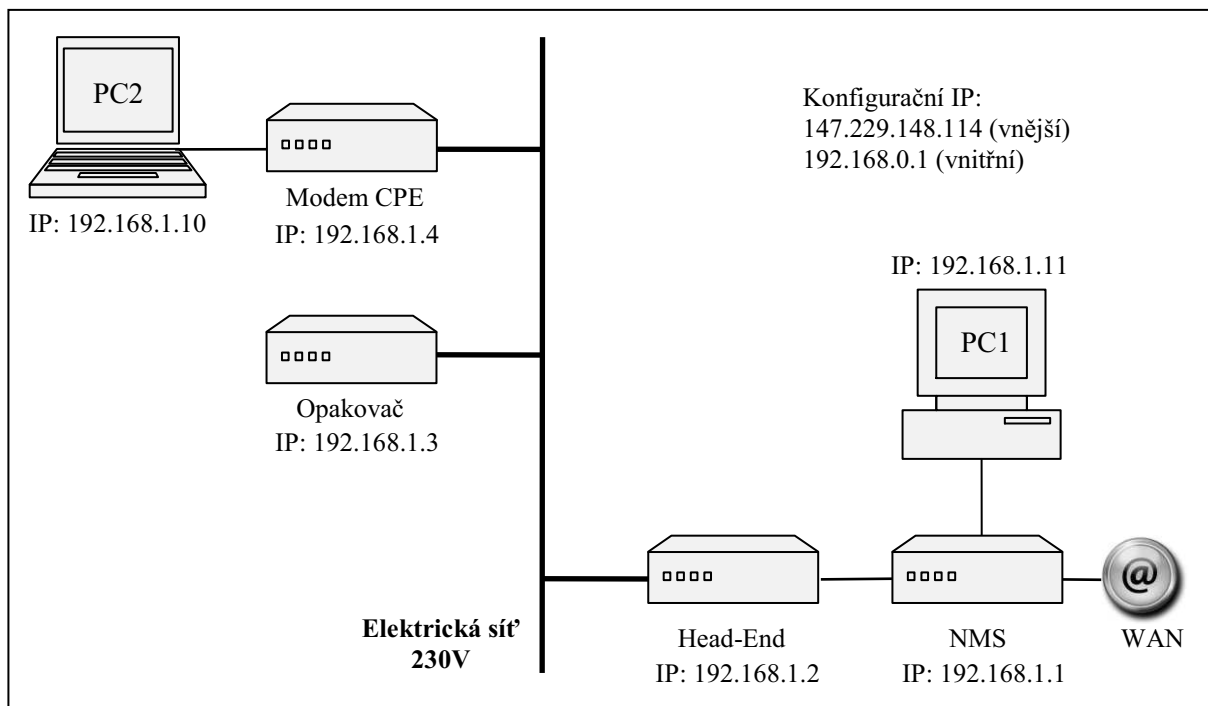 PC2
IP: 192.168.1.10
Modem CPE
IP: 192.168.1.4
Konfigurační IP:
147.229.148.114 (vnější)
192.168.0.1 (vnitřní)
IP: 192.168.1.11
PC1
Opakovač
IP: 192.168.1.3
Elektrická síť
230V
Head-End
IP: 192.168.1.2
NMS
IP: 192.168.1.1
@
WAN